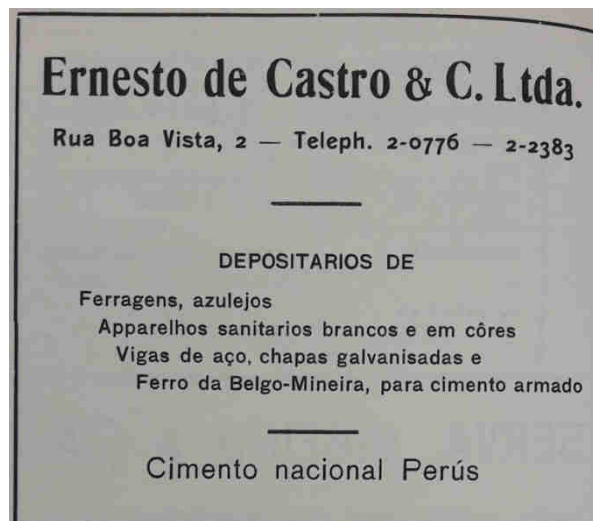 Ernesto de Castro & C. Ltda.
Rua Boa Vista, 2 — Teleph. 2-0776 — 2-2383
DEPOSITARIOS DE
Ferragens, azulejos
Apparelhos sanitarios brancos e em côres
Vigas de aço, chapas galvanisadas e
Ferro da Belgo-Mineira, para cimento armado
Cimento nacional Perús